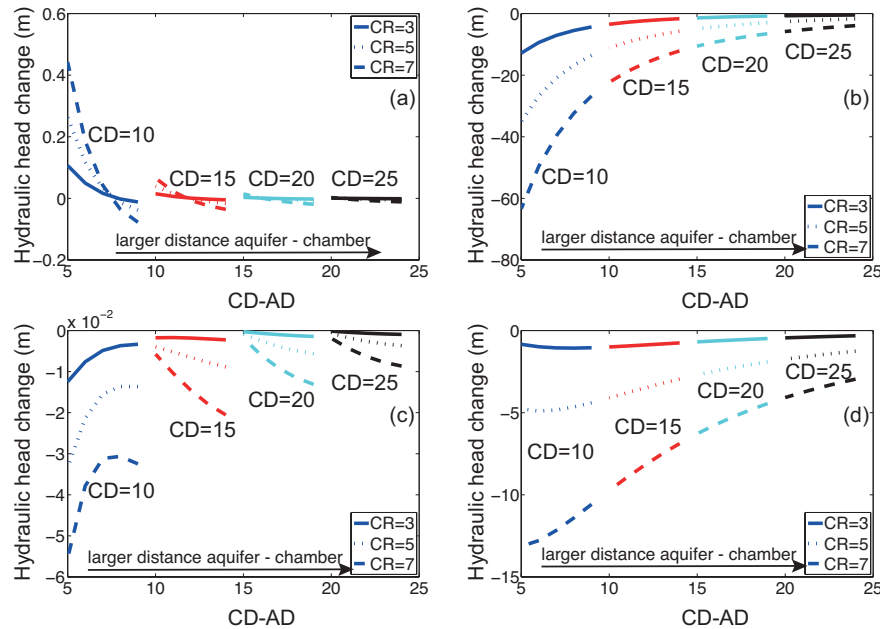 Hydraulic head change (m)
0.6
0.4
0.2
0
-0.2
CR=3
CR=5
CR=7
(a)
CD=10
CD=15
CD=20
CD=25
larger distance aquifer - chamber
5
10
15
20
25
CD-AD
Hydraulic head change (m)
0
-20
-40
-60
-80
CD=25
CD=20
(b)
CD=15
CD=10
CR=3
CR=5
CR=7
larger distance aquifer - chamber
5
10
15
20
25
CD-AD
x 10⁻²
Hydraulic head change (m)
0
-1
-2
-3
-4
-5
-6
CD=25
CD=20
(c)
CD=15
CD=10
CR=3
CR=5
CR=7
larger distance aquifer - chamber
5
10
15
20
25
CD-AD
Hydraulic head change (m)
0
-5
-10
-15
CD=25
CD=20
(d)
CD=15
CD=10
CR=3
CR=5
CR=7
larger distance aquifer - chamber
5
10
15
20
25
CD-AD